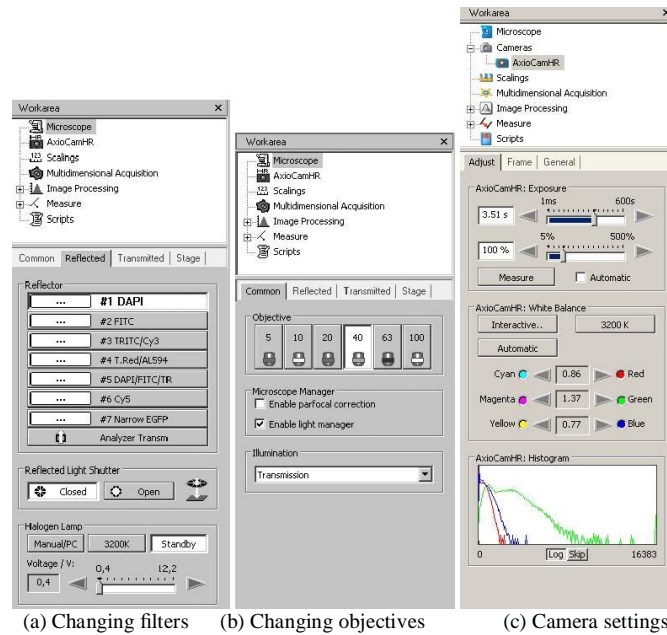 Workarea x
Microscope
AxioCamHR
123 Scalings
Multidimensional Acquisition
Image Processing
Measure
Scripts
Common Reflected Transmitted Stage
Reflector
... #1 DAPI
... #2 FITC
... #3 TRITC/Cy3
... #4 T.Red/AL594
... #5 DAPI/FITC/TR
... #6 Cy5
... #7 Narrow EGFP
Analyzer Transm
Reflected Light Shutter
Closed Open
Halogen Lamp
Manual/PC 3200K Standby
Voltage / V: 0,4 12,2
0,4
(a) Changing filters
Workarea x
Microscope
AxioCamHR
123 Scalings
Multidimensional Acquisition
Image Processing
Measure
Scripts
Common Reflected Transmitted Stage
Objective
5 10 20 40 63 100
Microscope Manager
Enable parfocal correction
Enable light manager
Illumination
Transmission
(b) Changing objectives
Workarea x
Microscope
Cameras
AxioCamHR
123 Scalings
Multidimensional Acquisition
Image Processing
Measure
Scripts
Adjust Frame General
AxioCamHR: Exposure
1ms 600s
3.51 s
5% 500%
100 %
Measure Automatic
AxioCamHR: White Balance
Interactive.. 3200 K
Automatic
Cyan 0.86 Red
Magenta 1.37 Green
Yellow 0.77 Blue
AxioCamHR: Histogram
0 Log Skip 16383
(c) Camera settings